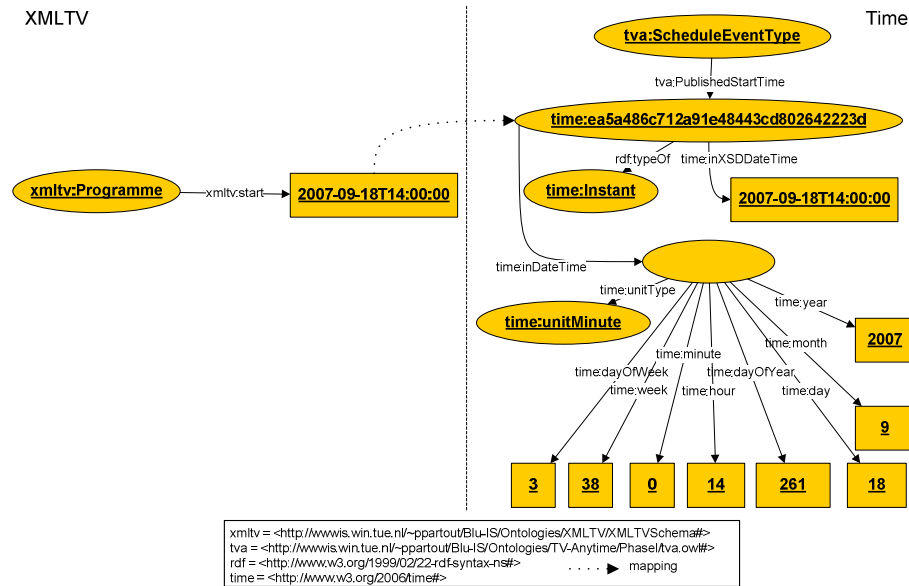 XMLTV
Time
tva:ScheduleEventType
tva:PublishedStartTime
time:ea5a486c712a91e48443cd802642223d
rdf:typeOf
time:inXSDDateTime
xmltv:Programme
xmltv:start
2007-09-18T14:00:00
time:Instant
2007-09-18T14:00:00
time:inDateTime
time:unitType
time:unitMinute
time:year
2007
time:month
time:minute
time:dayOfWeek
time:dayOfYear
time:week
time:hour
time:day
9
3
38
0
14
261
18
xmltv = <http://wwwis.win.tue.nl/~ppartout/Blu-IS/Ontologies/XMLTV/XMLTVSchema#>
tva = <http://wwwis.win.tue.nl/~ppartout/Blu-IS/Ontologies/TV-Anytime/PhaseI/tva.owl#>
rdf = <http://www.w3.org/1999/02/22-rdf-syntax-ns#>
time = <http://www.w3.org/2006/time#>
mapping